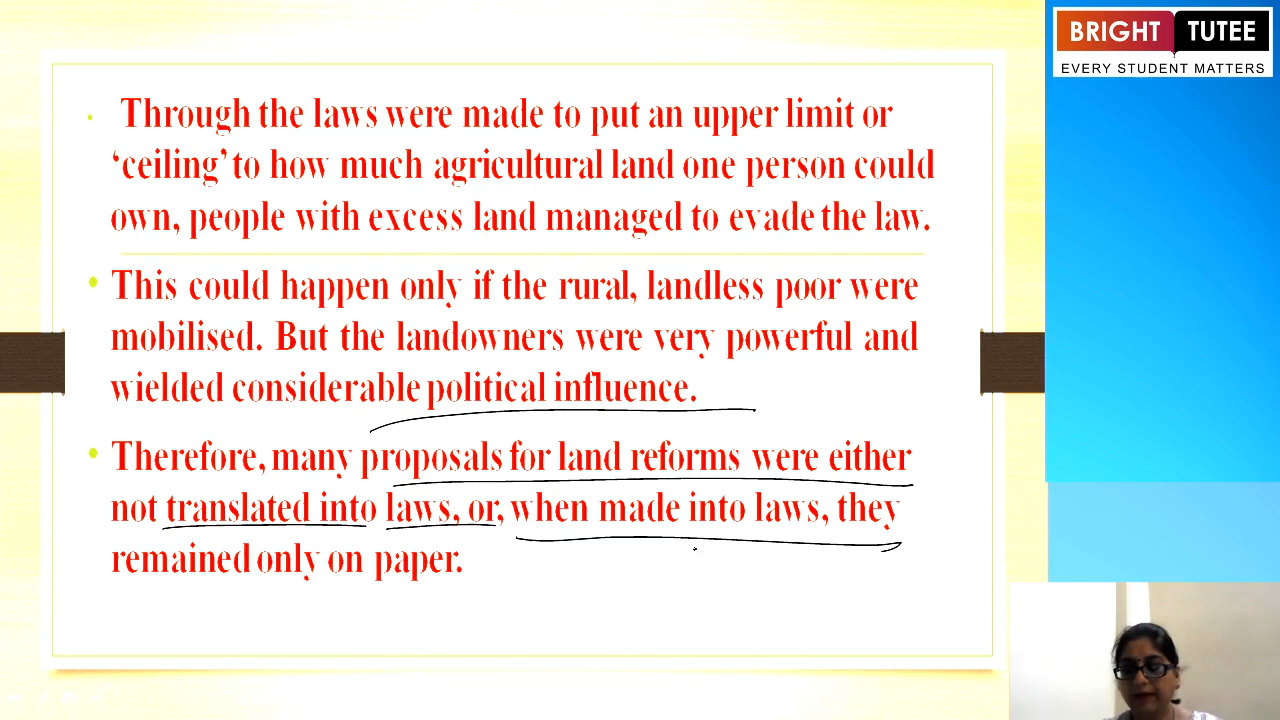 BRIGHT TUTEE
EVERY STUDENT MATTERS
Through the laws were made to put an upper limit or
‘ceiling’ to how much agricultural land one person could
own, people with excess land managed to evade the law.
This could happen only if the rural, landless poor were
mobilised. But the landowners were very powerful and
wielded considerable political influence.
Therefore, many proposals for land reforms were either
not translated into laws, or, when made into laws, they
remained only on paper.